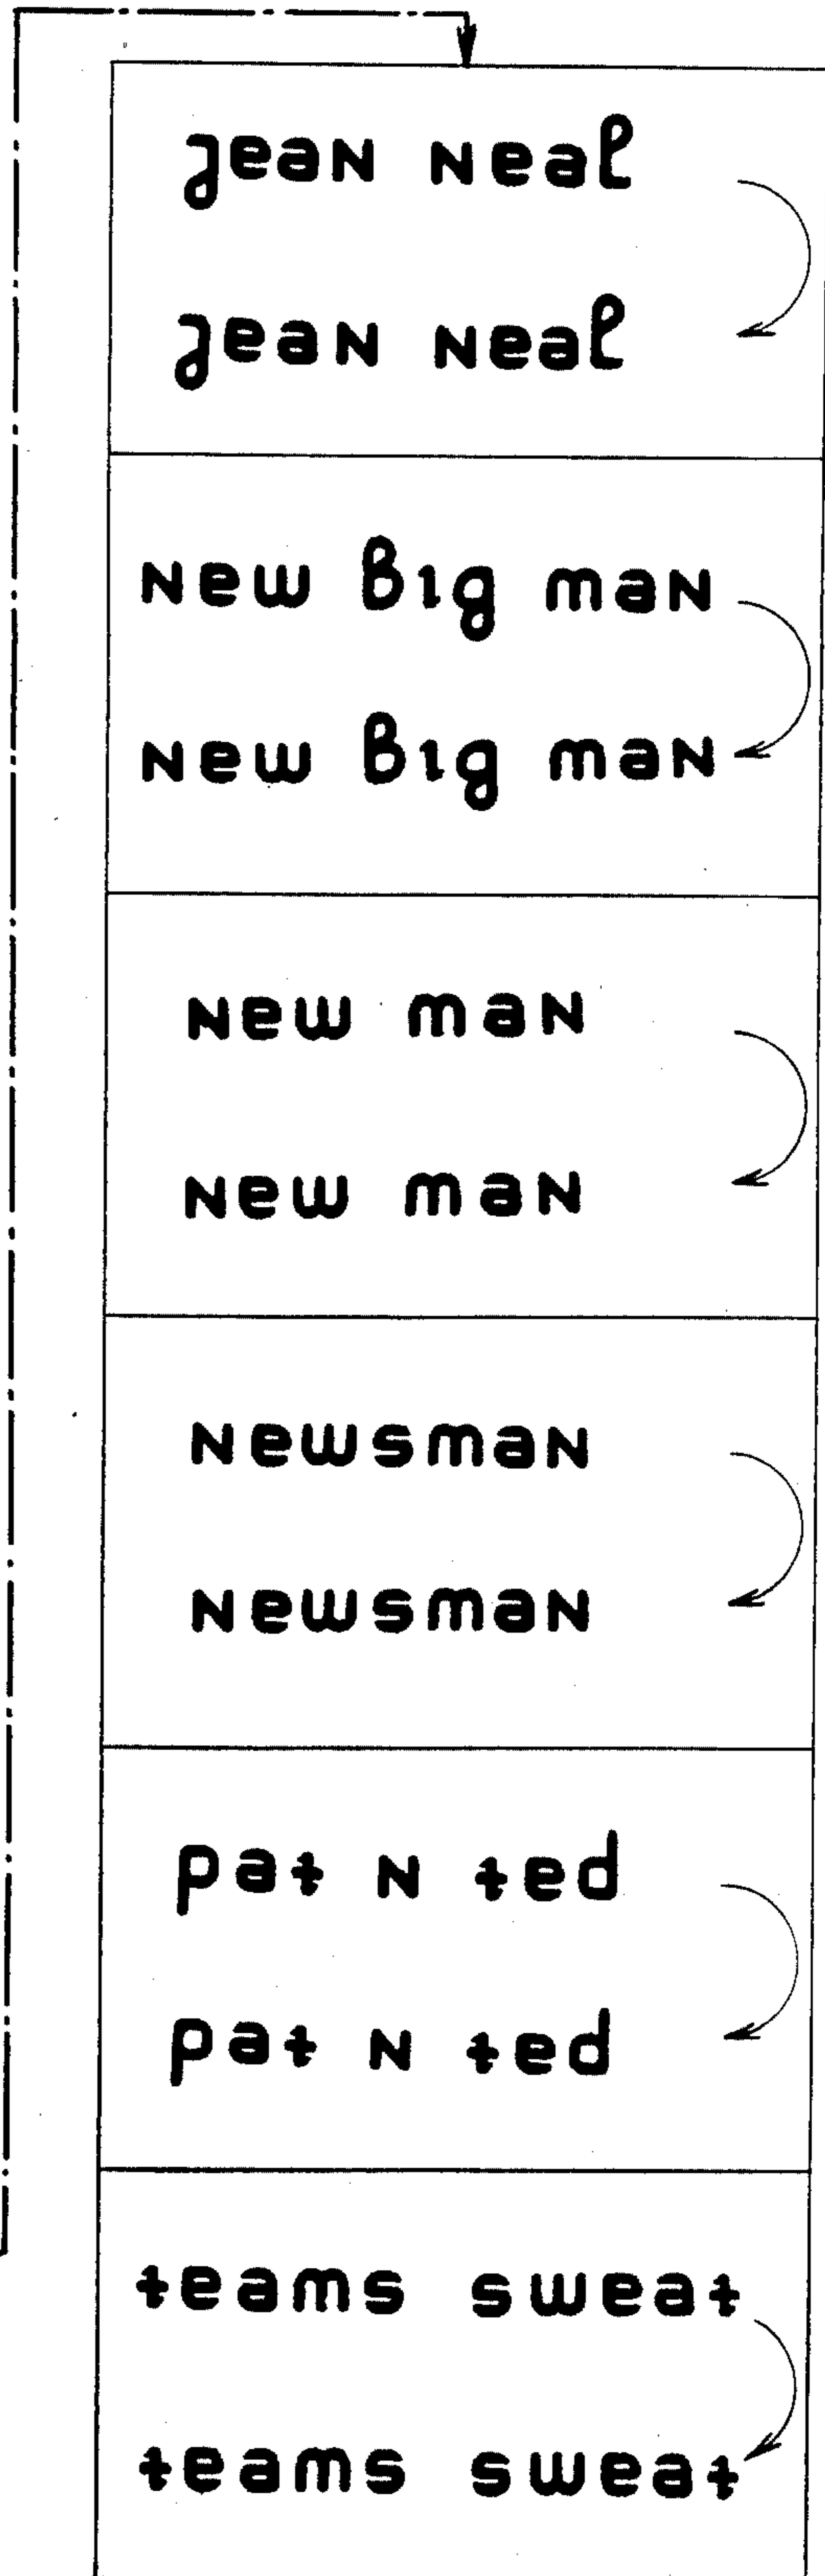 jeaN Neal
jeaN Neal
New Big maN
New Big maN
New maN
New maN
NewsmaN
NewsmaN
pat N ted
pat N ted
teams sweat
teams sweat